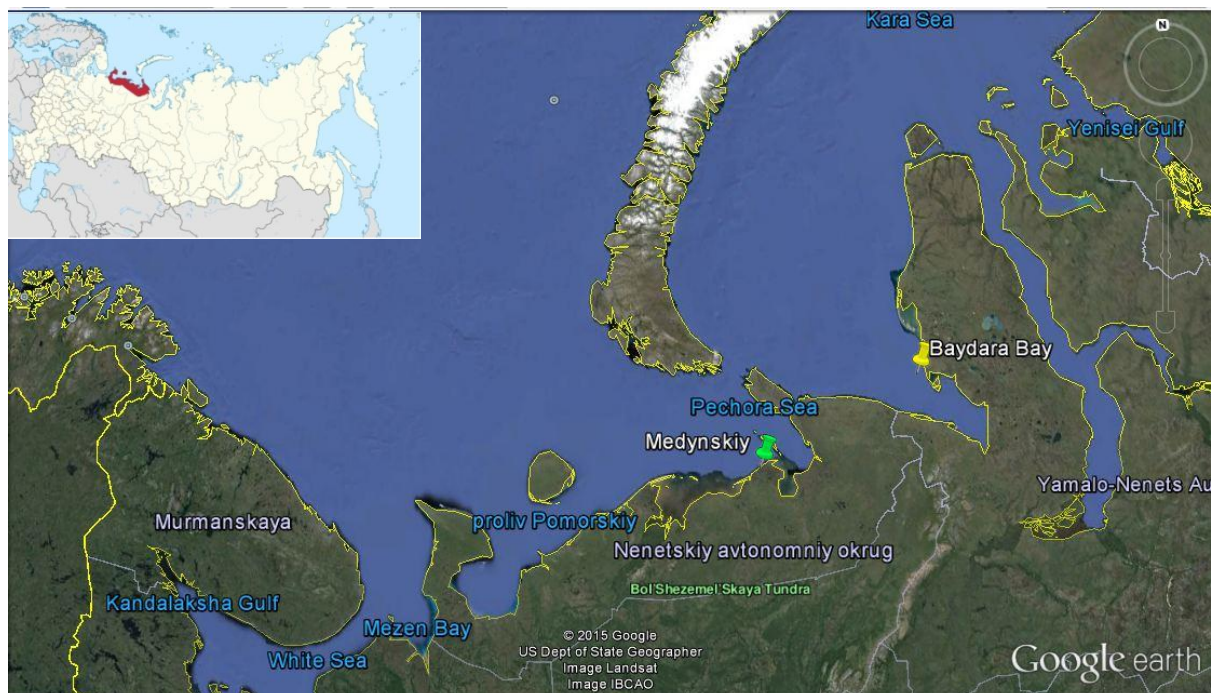 Kara Sea
N
Yenisei Gulf
Baydara Bay
Pechora Sea
Medynskiy
Yamalo-Nenets Au
proliv Pomorskiy
Murmanskaya
Nenetskiy avtonomniy okrug
Bol'Shezemel'Skaya Tundra
Kandalaksha Gulf
Mezen Bay
White Sea
© 2015 Google
US Dept of State Geographer
Image Landsat
Image IBCAO
Google earth